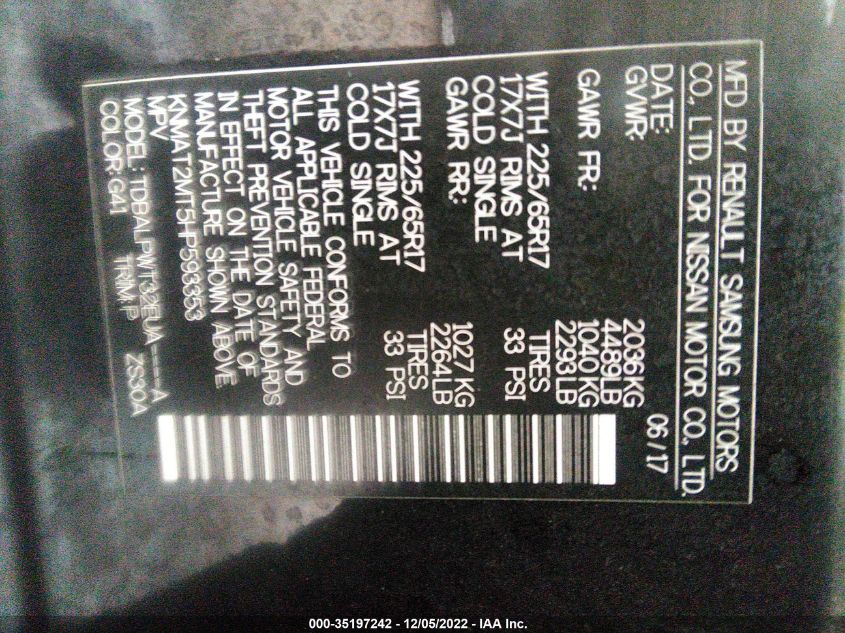 MFD BY RENAULT SAMSUNG MOTORS
CO., LTD. FOR NISSAN MOTOR CO., LTD.
DATE: 06/17
GVWR: 2036KG
4489LB
GAWR FR: 1040 KG
2293LB
WITH 225/65R17 TIRES
17X7J RIMS AT 33 PSI
COLD SINGLE
GAWR RR: 1027 KG
2264LB
WITH 225/65R17 TIRES
17X7J RIMS AT 33 PSI
COLD SINGLE
THIS VEHICLE CONFORMS TO
ALL APPLICABLE FEDERAL
MOTOR VEHICLE SAFETY AND
THEFT PREVENTION STANDARDS
IN EFFECT ON THE DATE OF
MANUFACTURE SHOWN ABOVE
KNMAT2MT5HP593353
MPV
MODEL: TDBALPWT32EUA----A
COLOR: G41 TRIM: P ZS30A
000-35197242 - 12/05/2022 - IAA Inc.